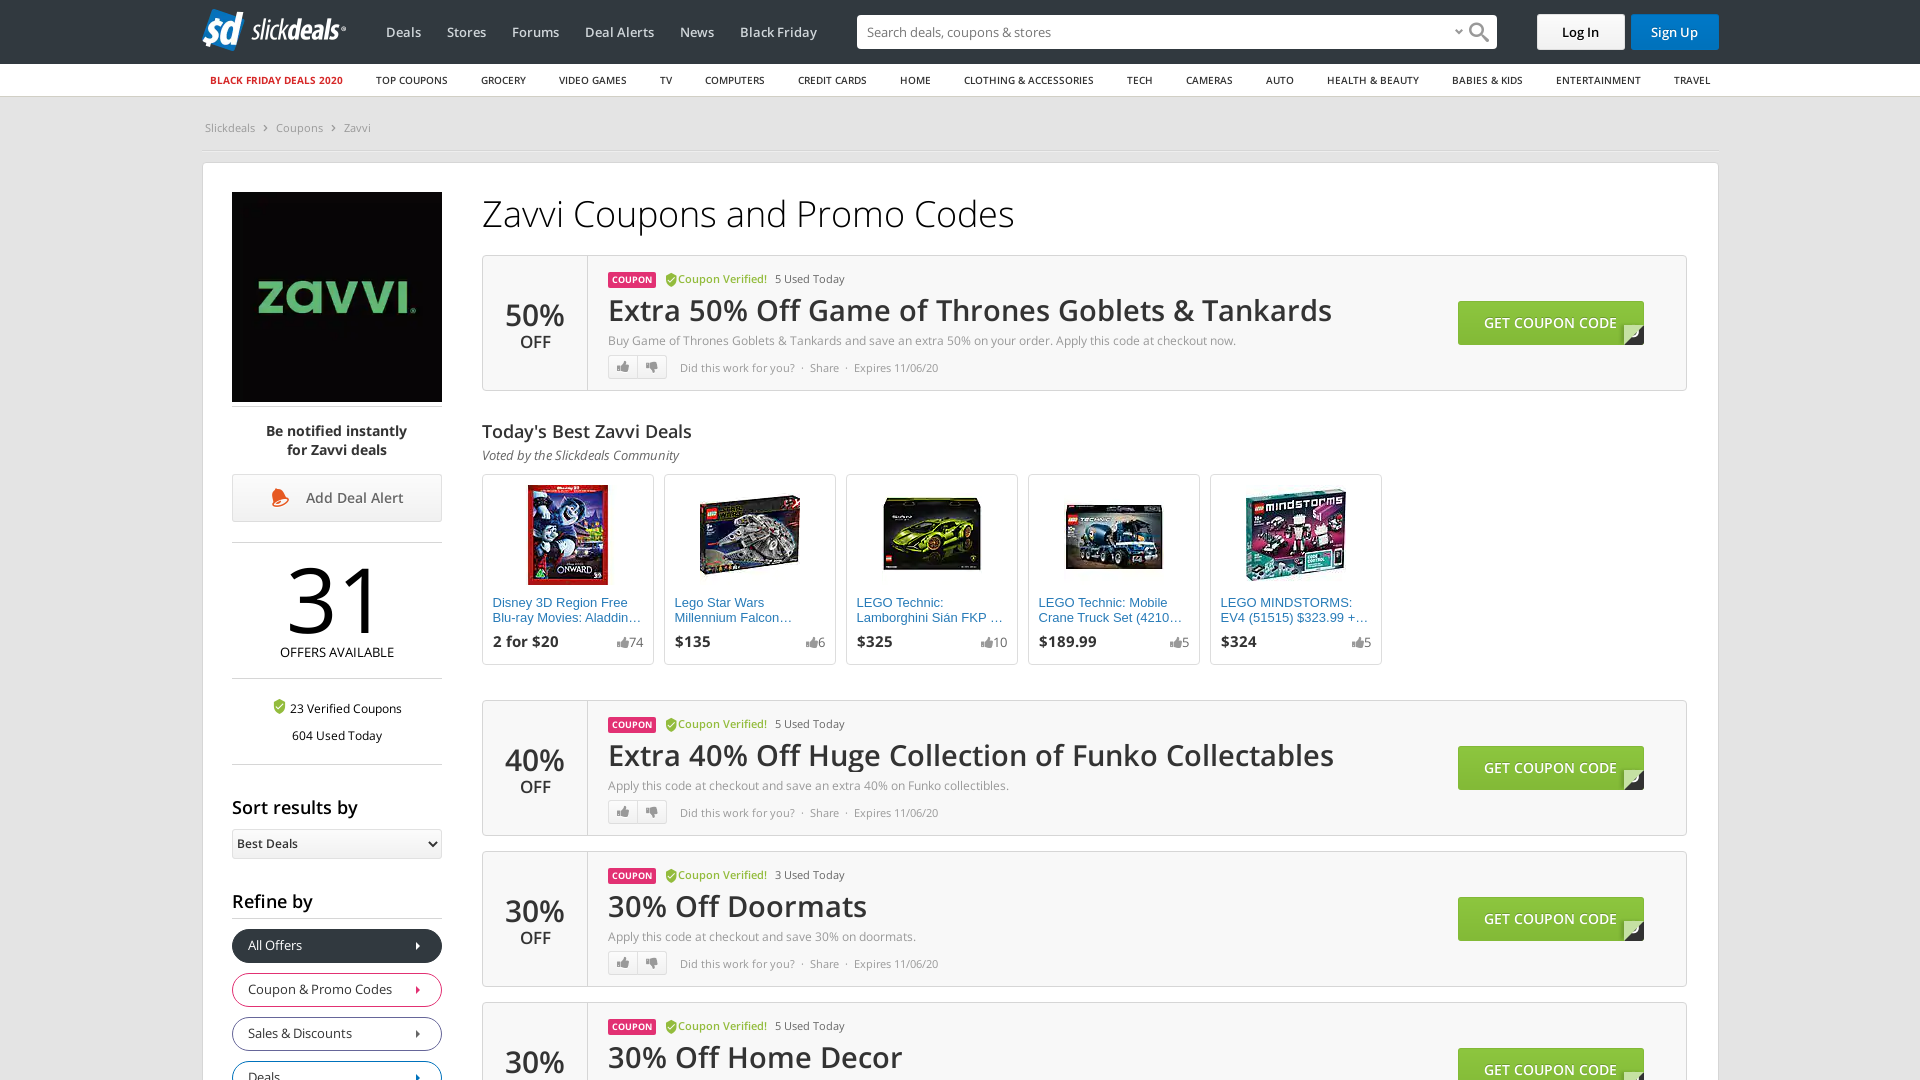 slickdeals
Deals
Stores
Forums
Deal Alerts
News
Black Friday
Search deals, coupons & stores
Log In
Sign Up
BLACK FRIDAY DEALS 2020
TOP COUPONS
GROCERY
VIDEO GAMES
TV
COMPUTERS
CREDIT CARDS
HOME
CLOTHING & ACCESSORIES
TECH
CAMERAS
AUTO
HEALTH & BEAUTY
BABIES & KIDS
ENTERTAINMENT
TRAVEL
Slickdeals > Coupons > Zavvi
zavvi
Be notified instantly
for Zavvi deals
Add Deal Alert
31
OFFERS AVAILABLE
23 Verified Coupons
604 Used Today
Sort results by
Best Deals
Refine by
All Offers
Coupon & Promo Codes
Sales & Discounts
Deals
Zavvi Coupons and Promo Codes
50%
OFF
COUPON Coupon Verified! 5 Used Today
Extra 50% Off Game of Thrones Goblets & Tankards
Buy Game of Thrones Goblets & Tankards and save an extra 50% on your order. Apply this code at checkout now.
Did this work for you? · Share · Expires 11/06/20
GET COUPON CODE
Today's Best Zavvi Deals
Voted by the Slickdeals Community
ONWARD
Disney 3D Region Free
Blu-ray Movies: Aladdin…
2 for $20
74
Lego Star Wars
Millennium Falcon…
$135
6
LEGO Technic:
Lamborghini Sián FKP …
$325
10
TECHNIC
LEGO Technic: Mobile
Crane Truck Set (4210…
$189.99
5
MINDSTORMS
LEGO MINDSTORMS:
EV4 (51515) $323.99 +…
$324
5
40%
OFF
COUPON Coupon Verified! 5 Used Today
Extra 40% Off Huge Collection of Funko Collectables
Apply this code at checkout and save an extra 40% on Funko collectibles.
Did this work for you? · Share · Expires 11/06/20
GET COUPON CODE
30%
OFF
COUPON Coupon Verified! 3 Used Today
30% Off Doormats
Apply this code at checkout and save 30% on doormats.
Did this work for you? · Share · Expires 11/06/20
GET COUPON CODE
30%
COUPON Coupon Verified! 5 Used Today
30% Off Home Decor
GET COUPON CODE